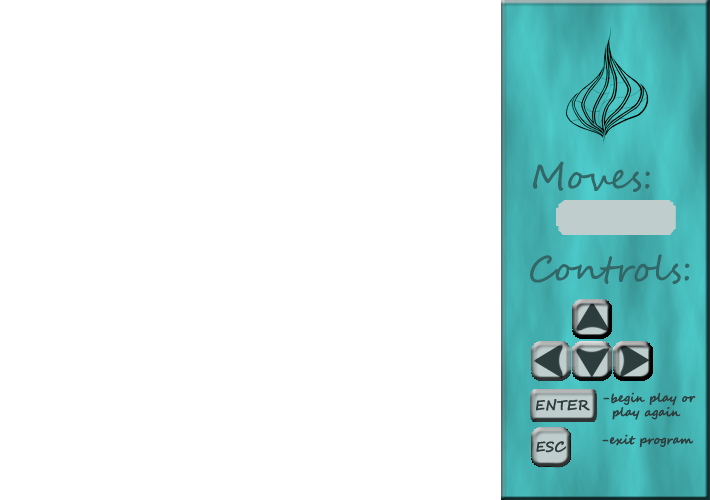 Moves:
Controls:
ENTER
-begin play or
play again
ESC
-exit program